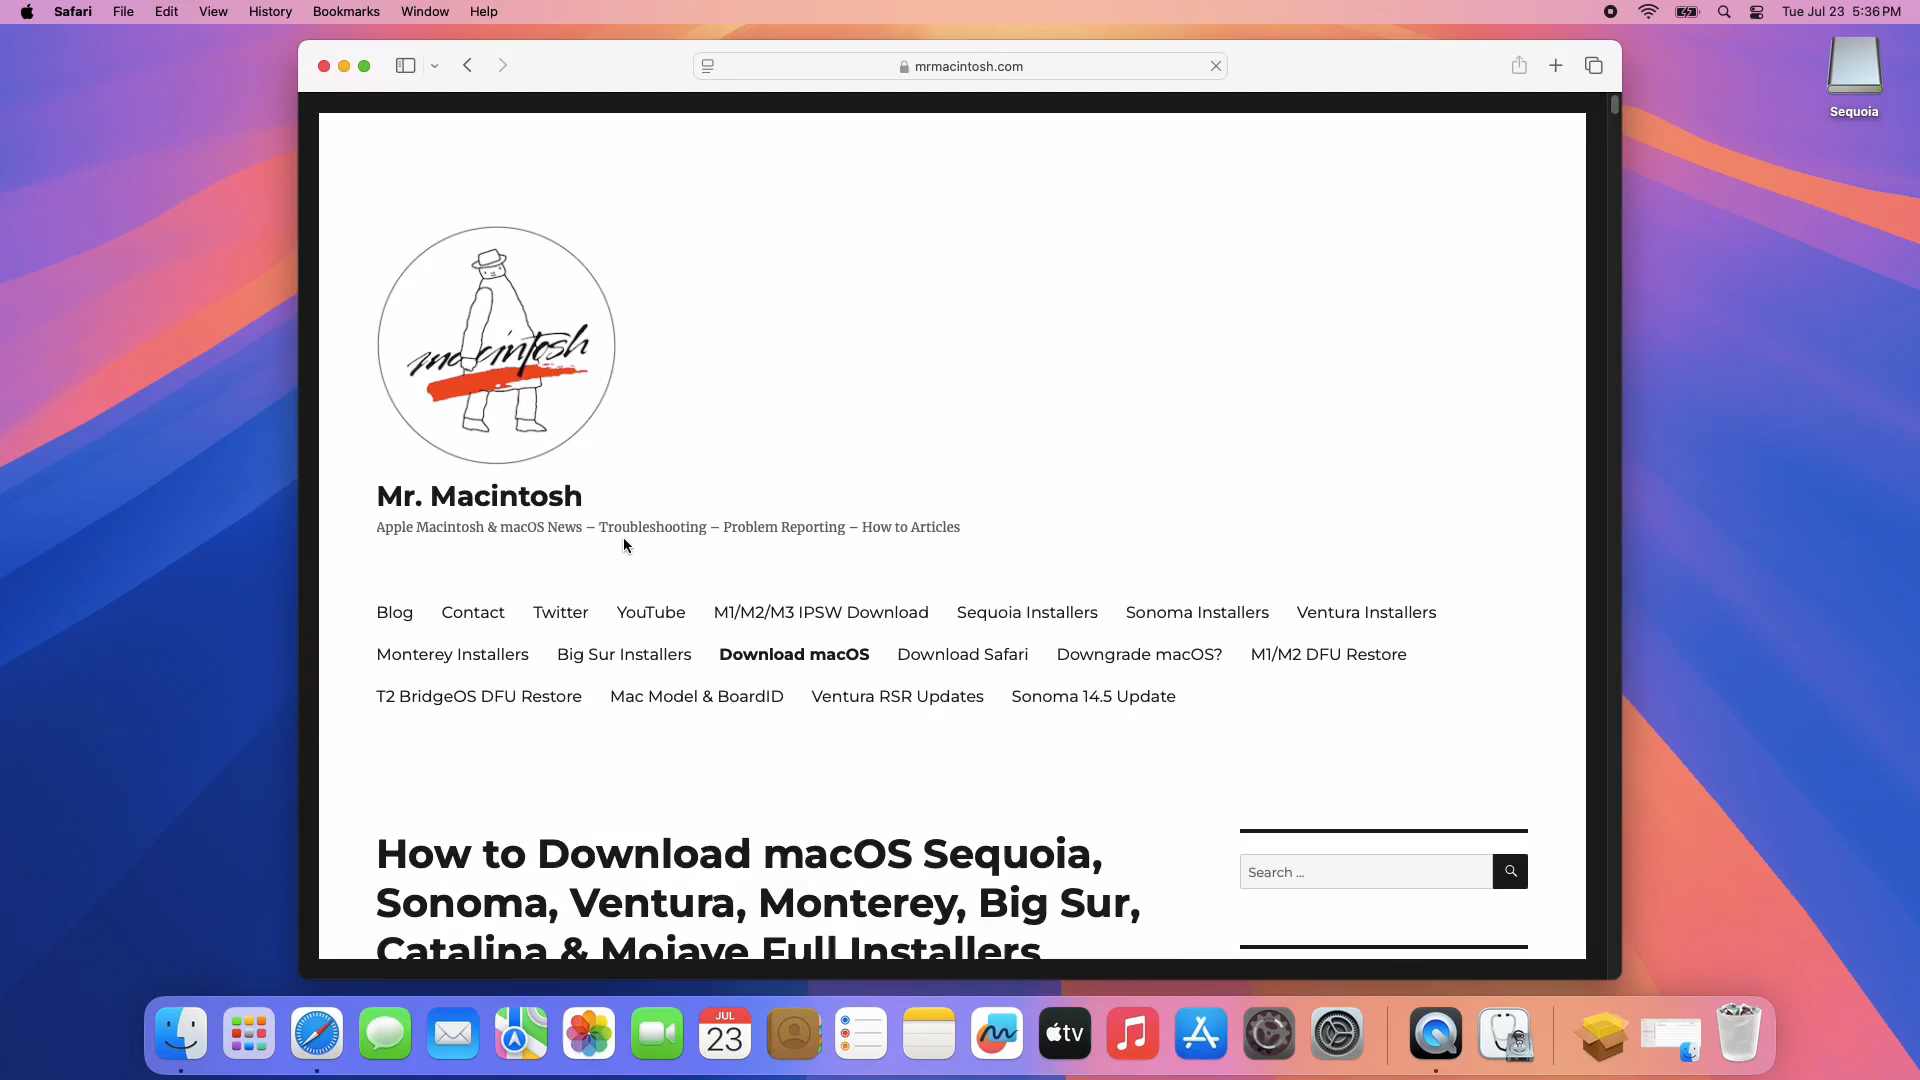 Safari File Edit View History Bookmarks Window Help Tue Jul 23 5:36 PM
mrmacintosh.com
Sequoia
macintosh
Mr. Macintosh
Apple Macintosh & macOS News – Troubleshooting – Problem Reporting – How to Articles
Blog Contact Twitter YouTube M1/M2/M3 IPSW Download Sequoia Installers Sonoma Installers Ventura Installers
Monterey Installers Big Sur Installers Download macOS Download Safari Downgrade macOS? M1/M2 DFU Restore
T2 BridgeOS DFU Restore Mac Model & BoardID Ventura RSR Updates Sonoma 14.5 Update
How to Download macOS Sequoia,
Sonoma, Ventura, Monterey, Big Sur,
Catalina & Mojave Full Installers
Search ...
JUL
23
tv